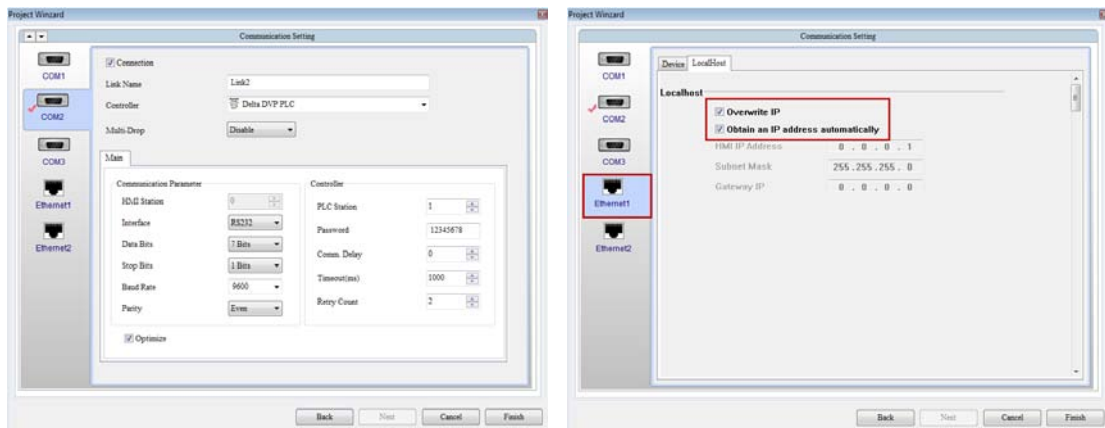 Project Winzard
Communication Setting
COM1
COM2
COM3
Ethernet1
Ethernet2
Connection
Link Name Link2
Controller Delta DVP PLC
Multi-Drop Disable
Main
Communication Parameter
HMI Station 0
Interface RS232
Data Bits 7 Bits
Stop Bits 1 Bits
Baud Rate 9600
Parity Even
Optimize
Controller
PLC Station 1
Password 12345678
Comm. Delay 0
Timeout(ms) 1000
Retry Count 2
Back Next Cancel Finish
Project Winzard
Communication Setting
COM1
COM2
COM3
Ethernet1
Ethernet2
Device LocalHost
Localhost
Overwrite IP
Obtain an IP address automatically
HMI IP Address 0 . 0 . 0 . 1
Subnet Mask 255 . 255 . 255 . 0
Gateway IP 0 . 0 . 0 . 0
Back Next Cancel Finish